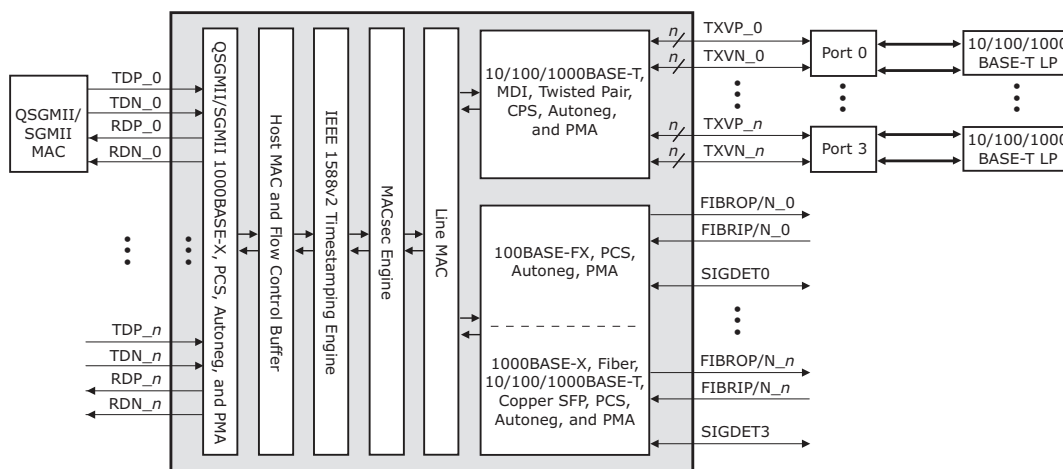 QSGMII/
SGMII
MAC
TDP_0
TDN_0
RDP_0
RDN_0
TDP_n
TDN_n
RDP_n
RDN_n
QSGMII/SGMII 1000BASE-X, PCS, Autoneg, and PMA
Host MAC and Flow Control Buffer
IEEE 1588v2 Timestamping Engine
MACsec Engine
Line MAC
10/100/1000BASE-T,
MDI, Twisted Pair,
CPS, Autoneg,
and PMA
100BASE-FX, PCS,
Autoneg, PMA
1000BASE-X, Fiber,
10/100/1000BASE-T,
Copper SFP, PCS,
Autoneg, and PMA
n
TXVP_0
n
TXVN_0
n
TXVP_n
n
TXVN_n
FIBROP/N_0
FIBRIP/N_0
SIGDET0
FIBROP/N_n
FIBRIP/N_n
SIGDET3
Port 0
Port 3
10/100/1000
BASE-T LP
10/100/1000
BASE-T LP